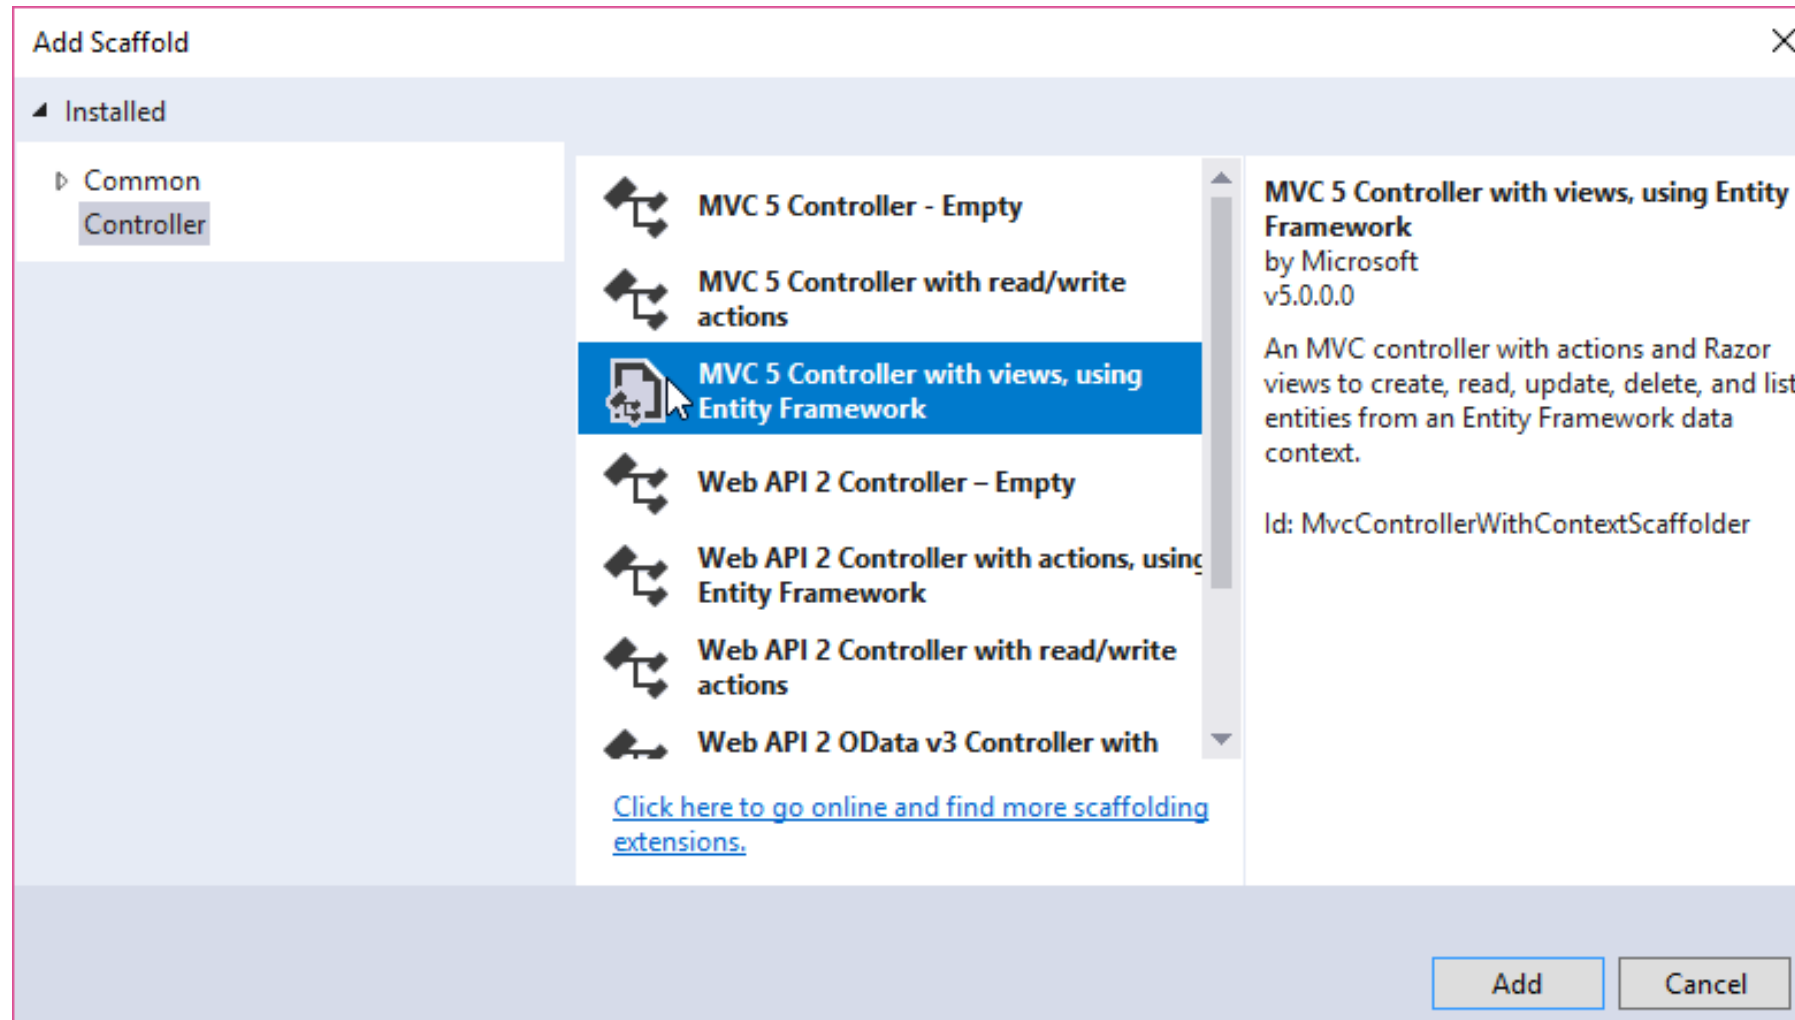 Add Scaffold
Installed
Common
Controller
MVC 5 Controller - Empty
MVC 5 Controller with read/write
actions
MVC 5 Controller with views, using
Entity Framework
Web API 2 Controller – Empty
Web API 2 Controller with actions, using
Entity Framework
Web API 2 Controller with read/write
actions
Web API 2 OData v3 Controller with
Click here to go online and find more scaffolding
extensions.
MVC 5 Controller with views, using Entity
Framework
by Microsoft
v5.0.0.0
An MVC controller with actions and Razor
views to create, read, update, delete, and list
entities from an Entity Framework data
context.
Id: MvcControllerWithContextScaffolder
Add
Cancel